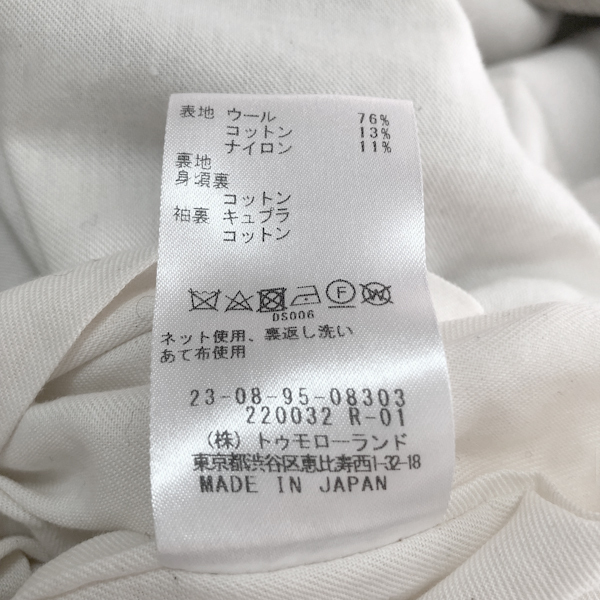 表地 ウール 76%
コットン 13%
ナイロン 11%
裏地
身頃裏
コットン
袖裏 キュプラ
コットン
F W
DS006
ネット使用、裏返し洗い
あて布使用
23-08-95-08303
220032 R-01
(株) トゥモローランド
東京都渋谷区恵比寿西1-32-18
MADE IN JAPAN